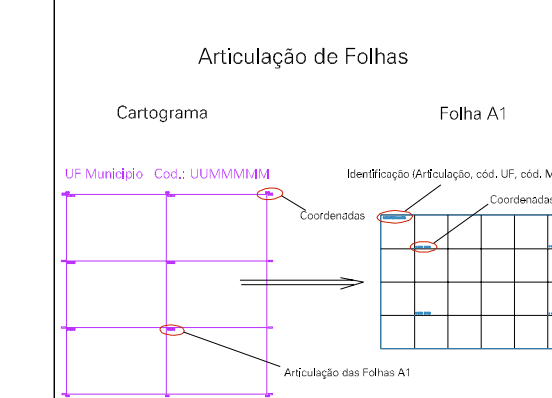 Articulação de Folhas
Cartograma
Folha A1
UF Municipio Cod.: UUMMMMM
Identificação (Articulação, cód. UF, cód. M
Coordenadas
Coordenadas
Articulação das Folhas A1